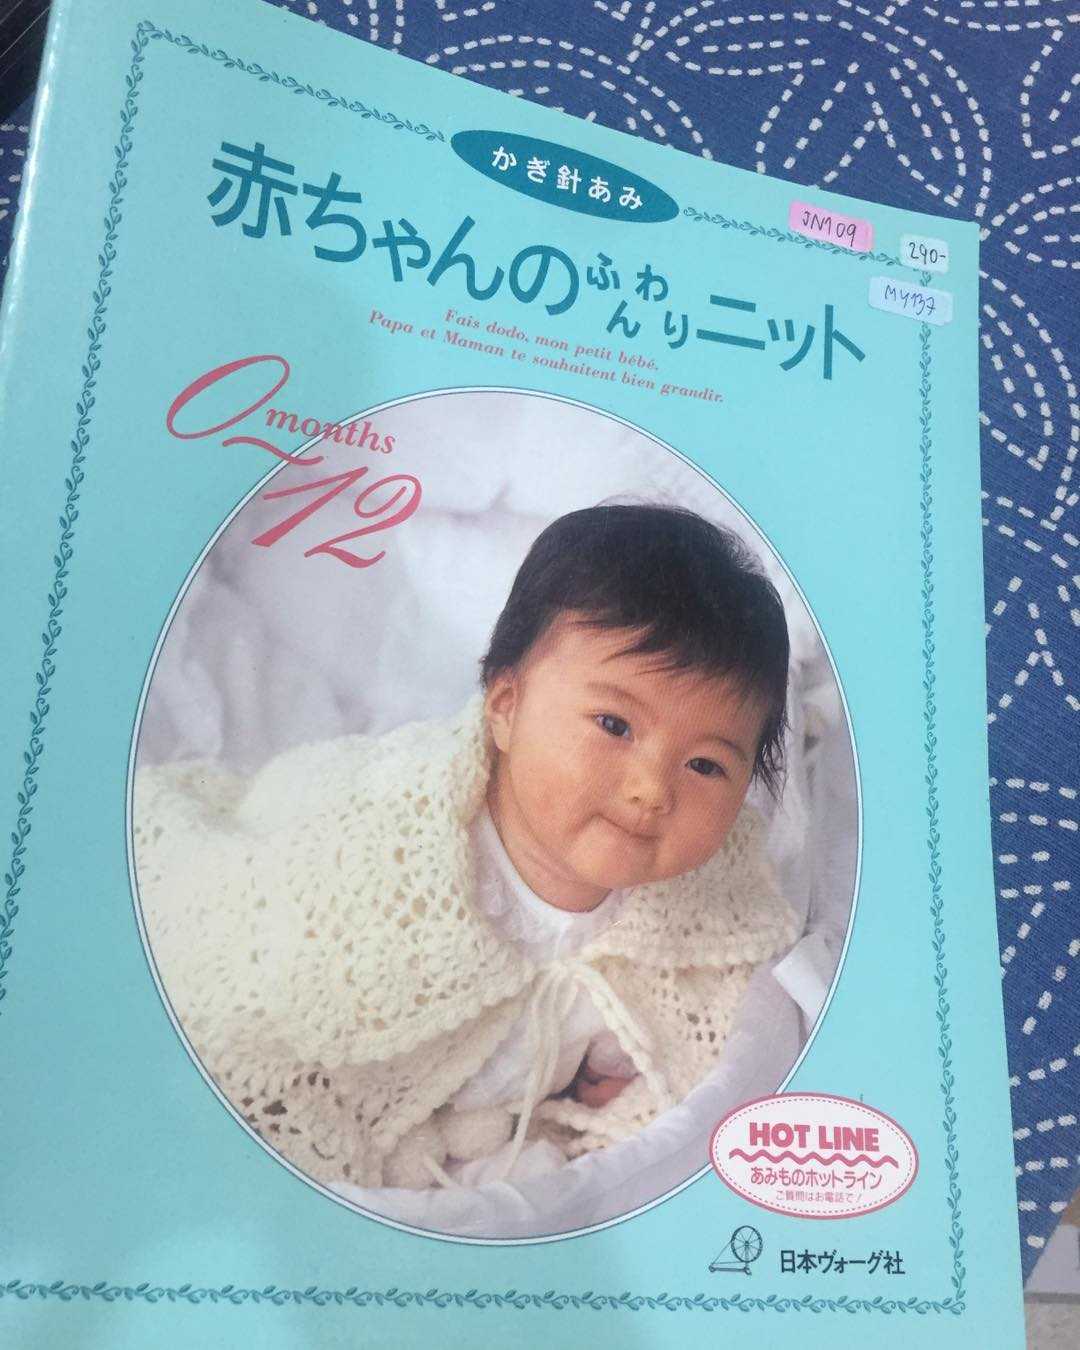 かぎ針あみ
赤ちゃんのふんわりニット
JN109
290-
MY137
Fais dodo, mon petit bébé.
Papa et Maman te souhaitent bien grandir.
0~12 months
HOT LINE
あみものホットライン
ご質問はお電話で!
日本ヴォーグ社